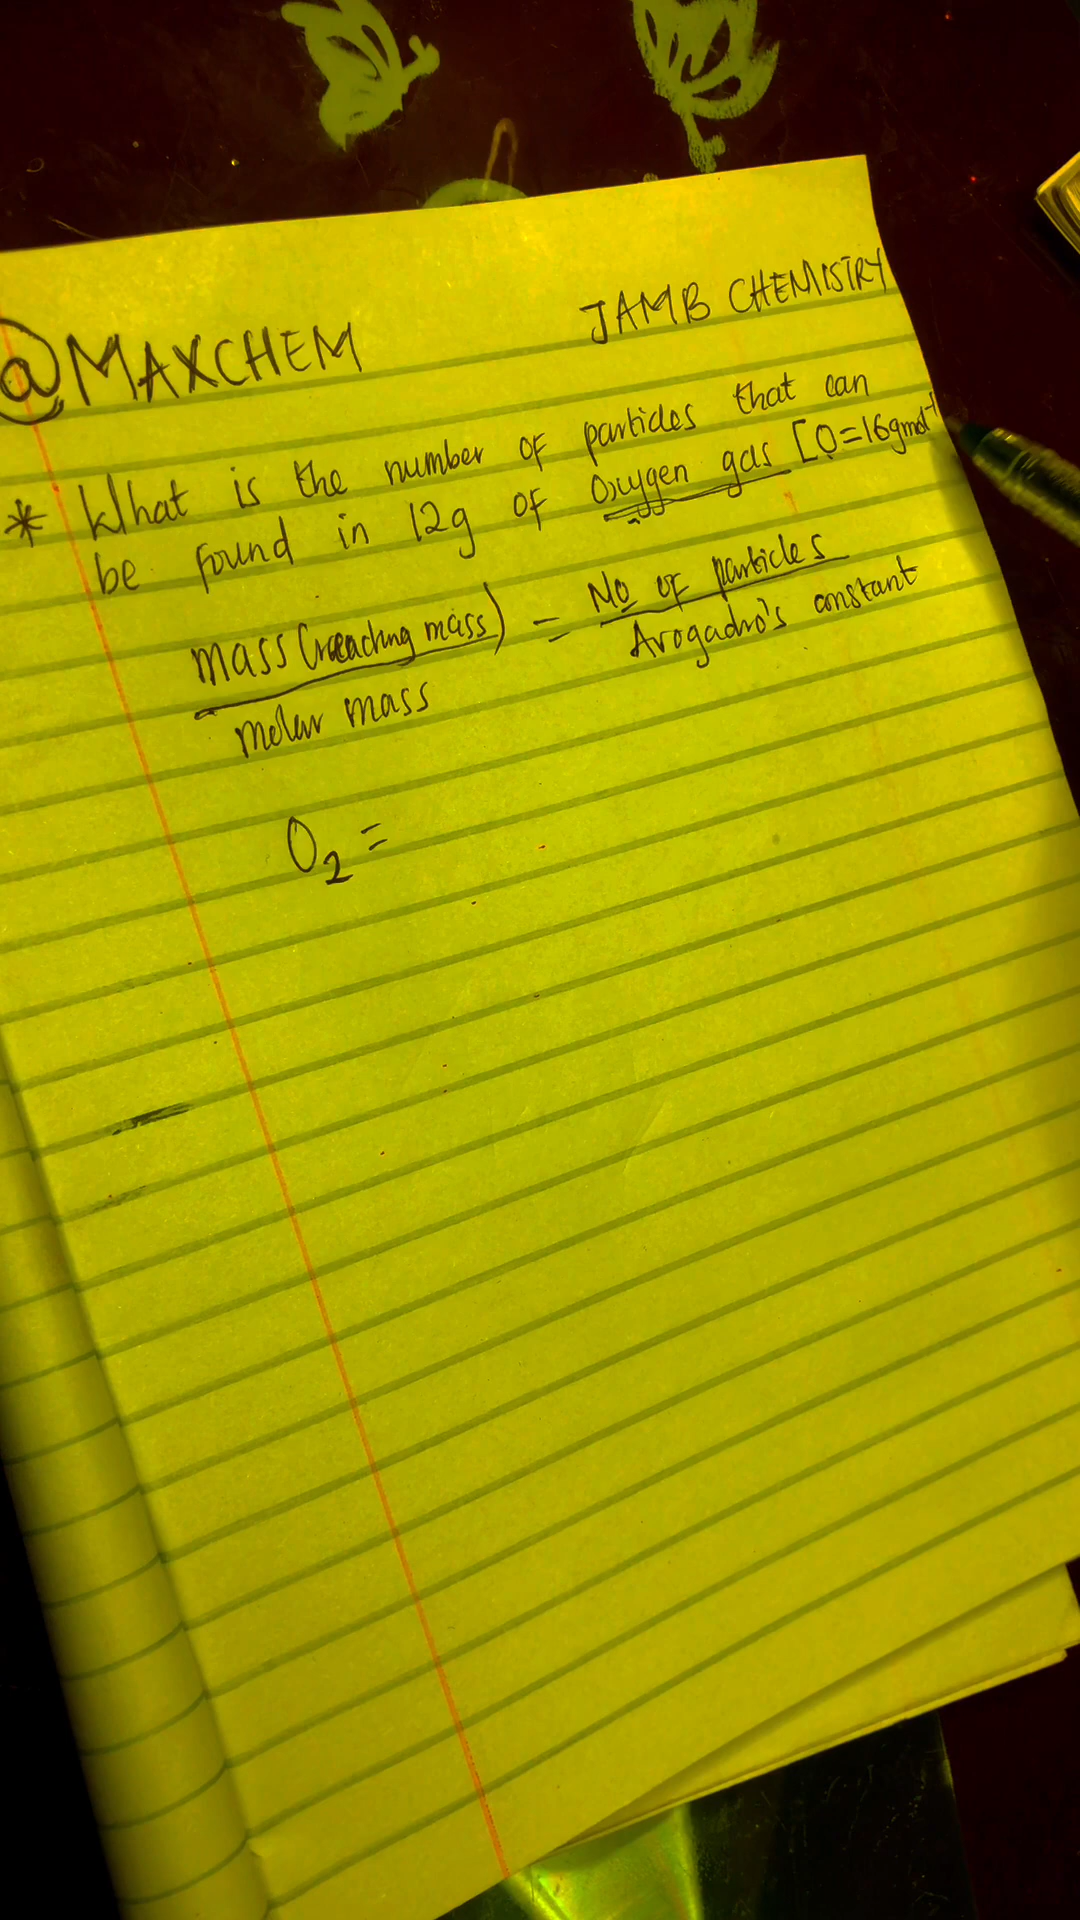 @MAXCHEM
JAMB CHEMISTRY
* What is the number of particles that can
be found in 12g of Oxygen gas [O=16gmol⁻¹
mass (reacting mass) = No of particles
molar mass Avogadro's constant
O₂ =